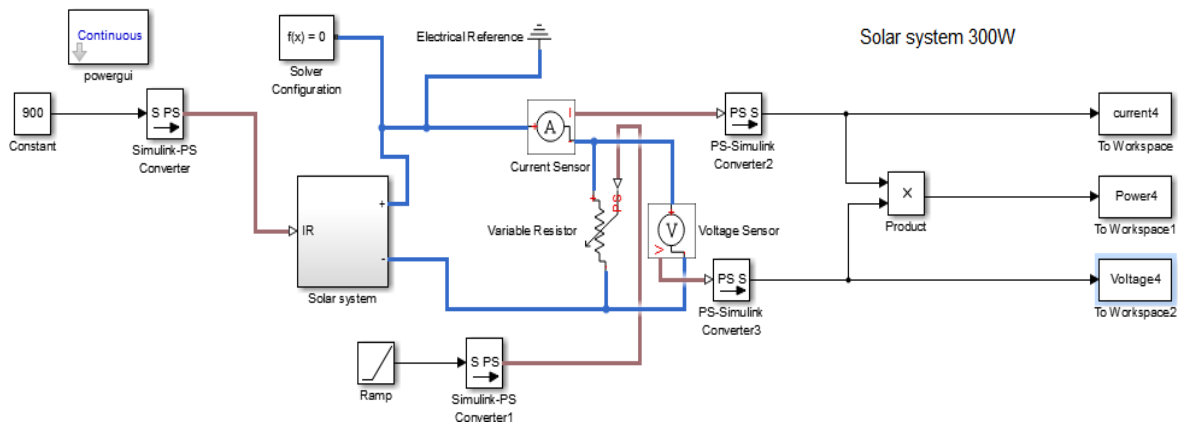 Solar system 300W
Continuous
powergui
f(x) = 0
Solver
Configuration
Electrical Reference
900
Constant
S PS
Simulink-PS
Converter
I
A
Current Sensor
PS S
PS-Simulink
Converter2
current4
To Workspace
+
IR
-
Solar system
PS
Variable Resistor
V
V
Voltage Sensor
×
Product
Power4
To Workspace1
PS S
PS-Simulink
Converter3
Voltage4
To Workspace2
Ramp
S PS
Simulink-PS
Converter1